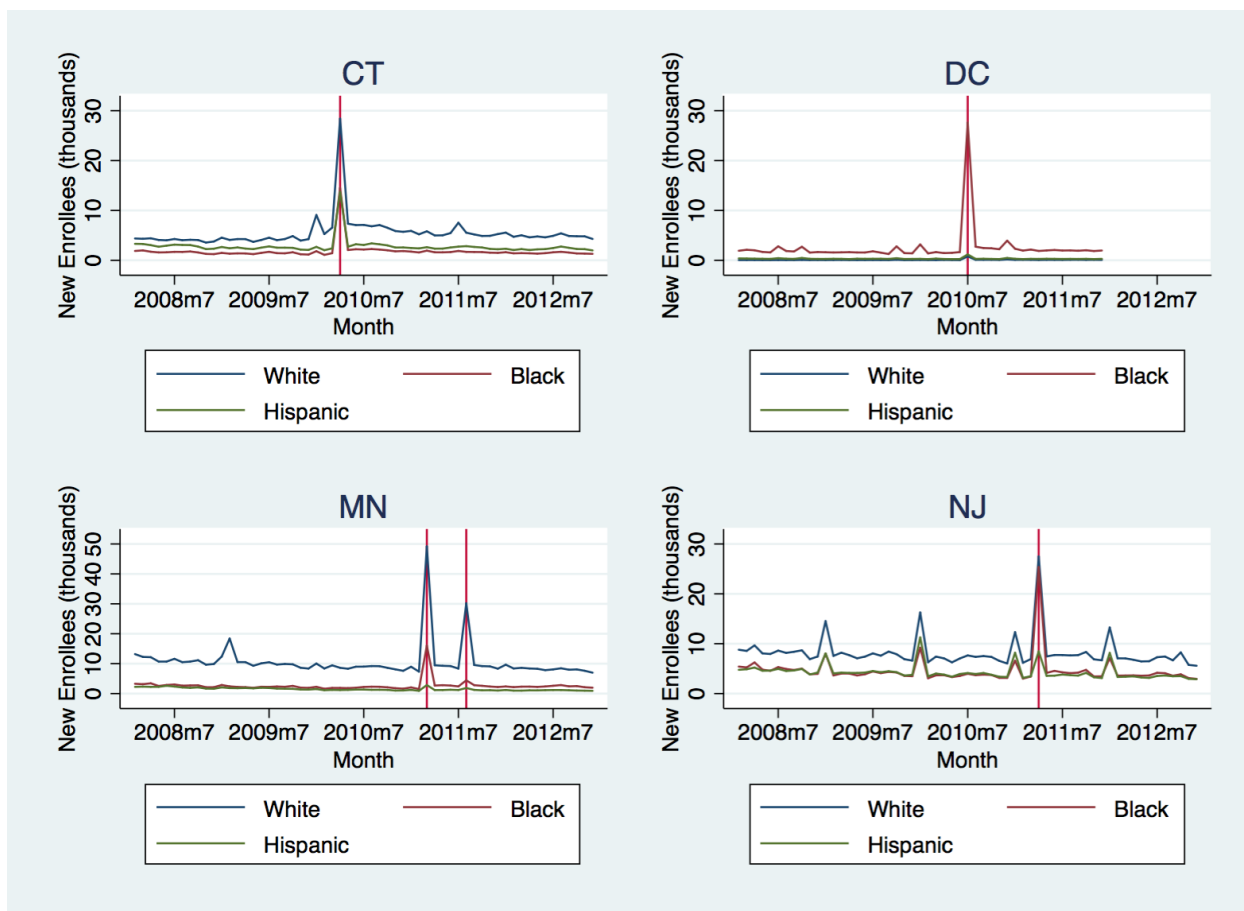 CT
New Enrollees (thousands)
30
20
10
0
2008m7 2009m7 2010m7 2011m7 2012m7
Month
White Black
Hispanic
DC
New Enrollees (thousands)
30
20
10
0
2008m7 2009m7 2010m7 2011m7 2012m7
Month
White Black
Hispanic
MN
New Enrollees (thousands)
50
40
30
20
10
0
2008m7 2009m7 2010m7 2011m7 2012m7
Month
White Black
Hispanic
NJ
New Enrollees (thousands)
30
20
10
0
2008m7 2009m7 2010m7 2011m7 2012m7
Month
White Black
Hispanic